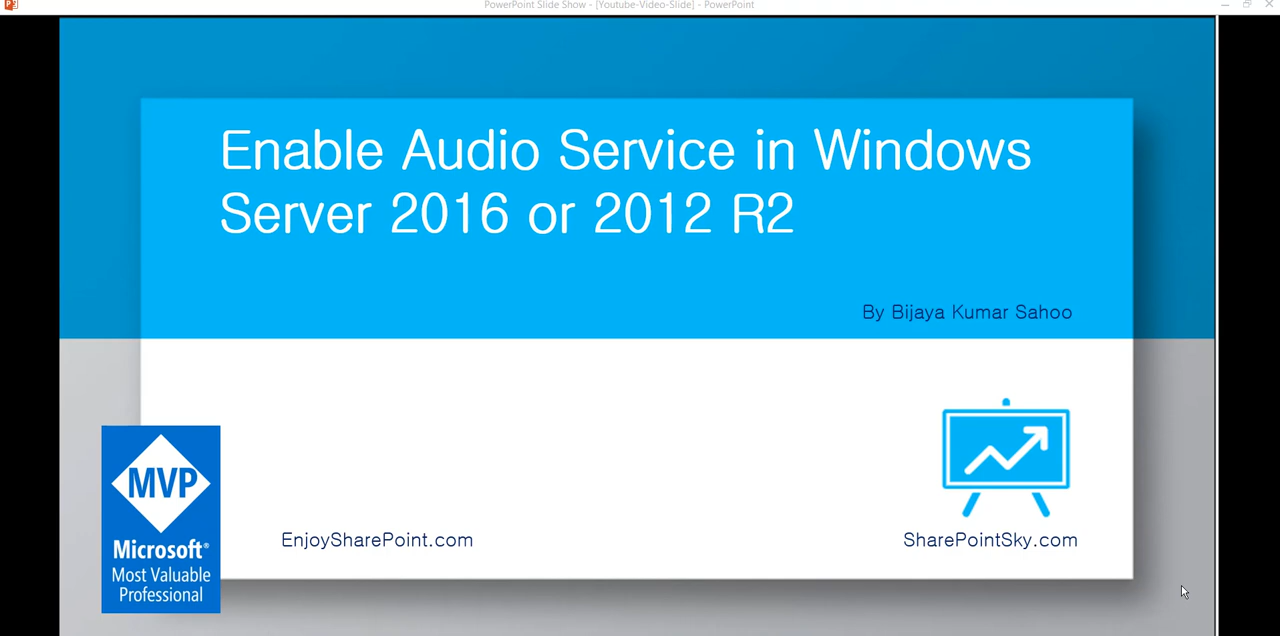 PowerPoint Slide Show - [Youtube-Video-Slide] - PowerPoint
Enable Audio Service in Windows
Server 2016 or 2012 R2
By Bijaya Kumar Sahoo
MVP
Microsoft®
Most Valuable
Professional
EnjoySharePoint.com
SharePointSky.com